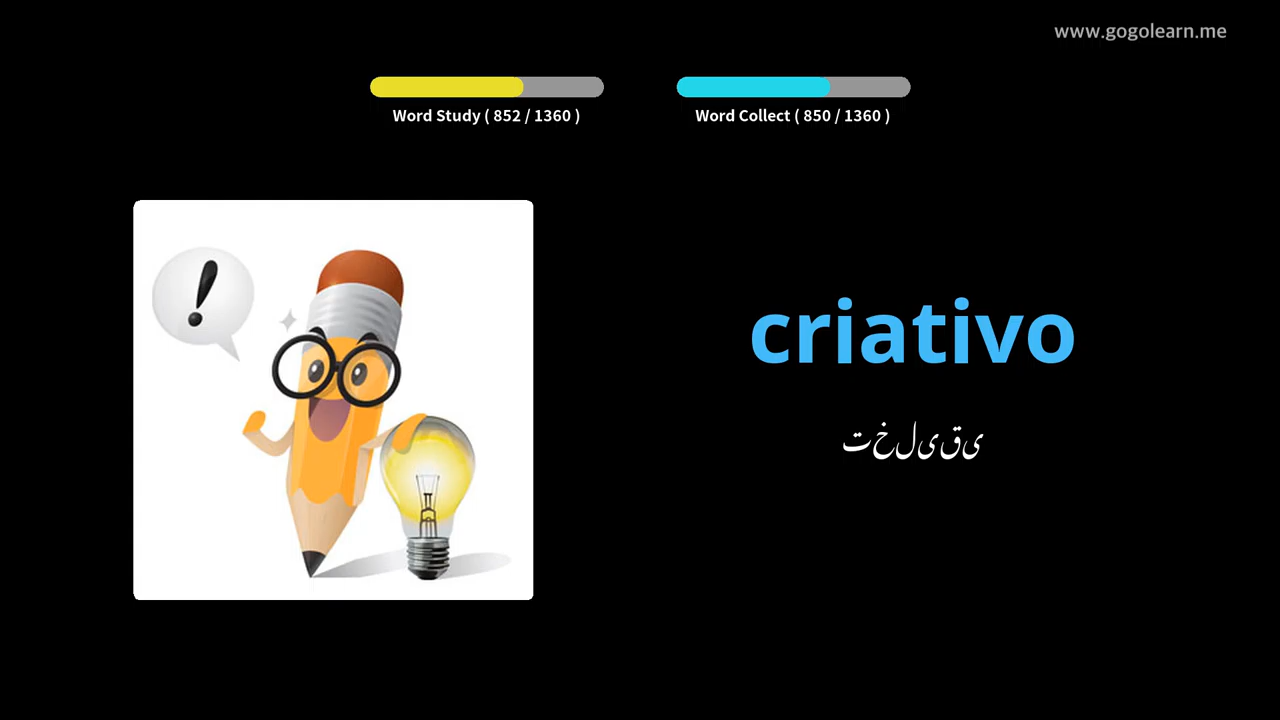 www.gogolearn.me
Word Study ( 852 / 1360 )
Word Collect ( 850 / 1360 )
!
criativo
تخلیقی